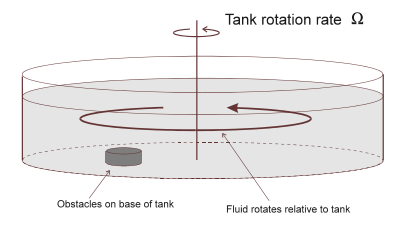 Tank rotation rate Ω
Obstacles on base of tank
Fluid rotates relative to tank